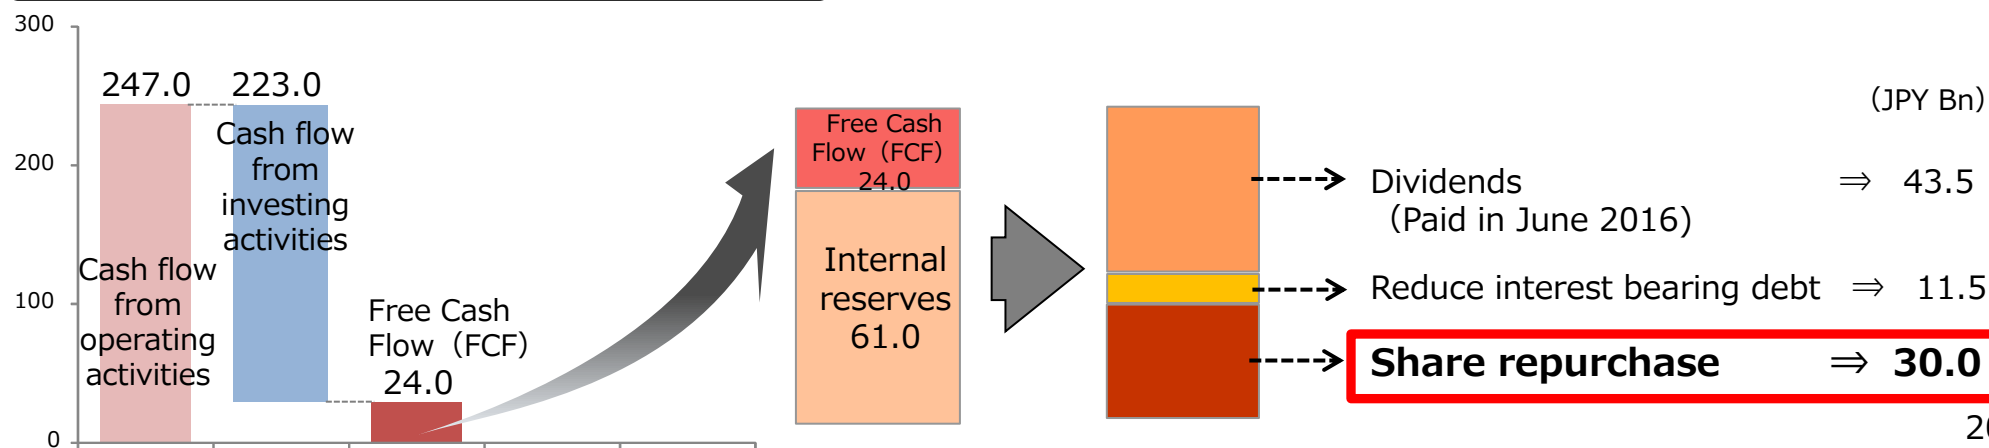 300
200
100
0
247.0
223.0
Cash flow
from
operating
activities
Cash flow
from
investing
activities
Free Cash
Flow（FCF）
24.0
Free Cash
Flow（FCF）
24.0
Internal
reserves
61.0
（JPY Bn）
Dividends ⇒ 43.5
（Paid in June 2016）
Reduce interest bearing debt ⇒ 11.5
Share repurchase ⇒ 30.0